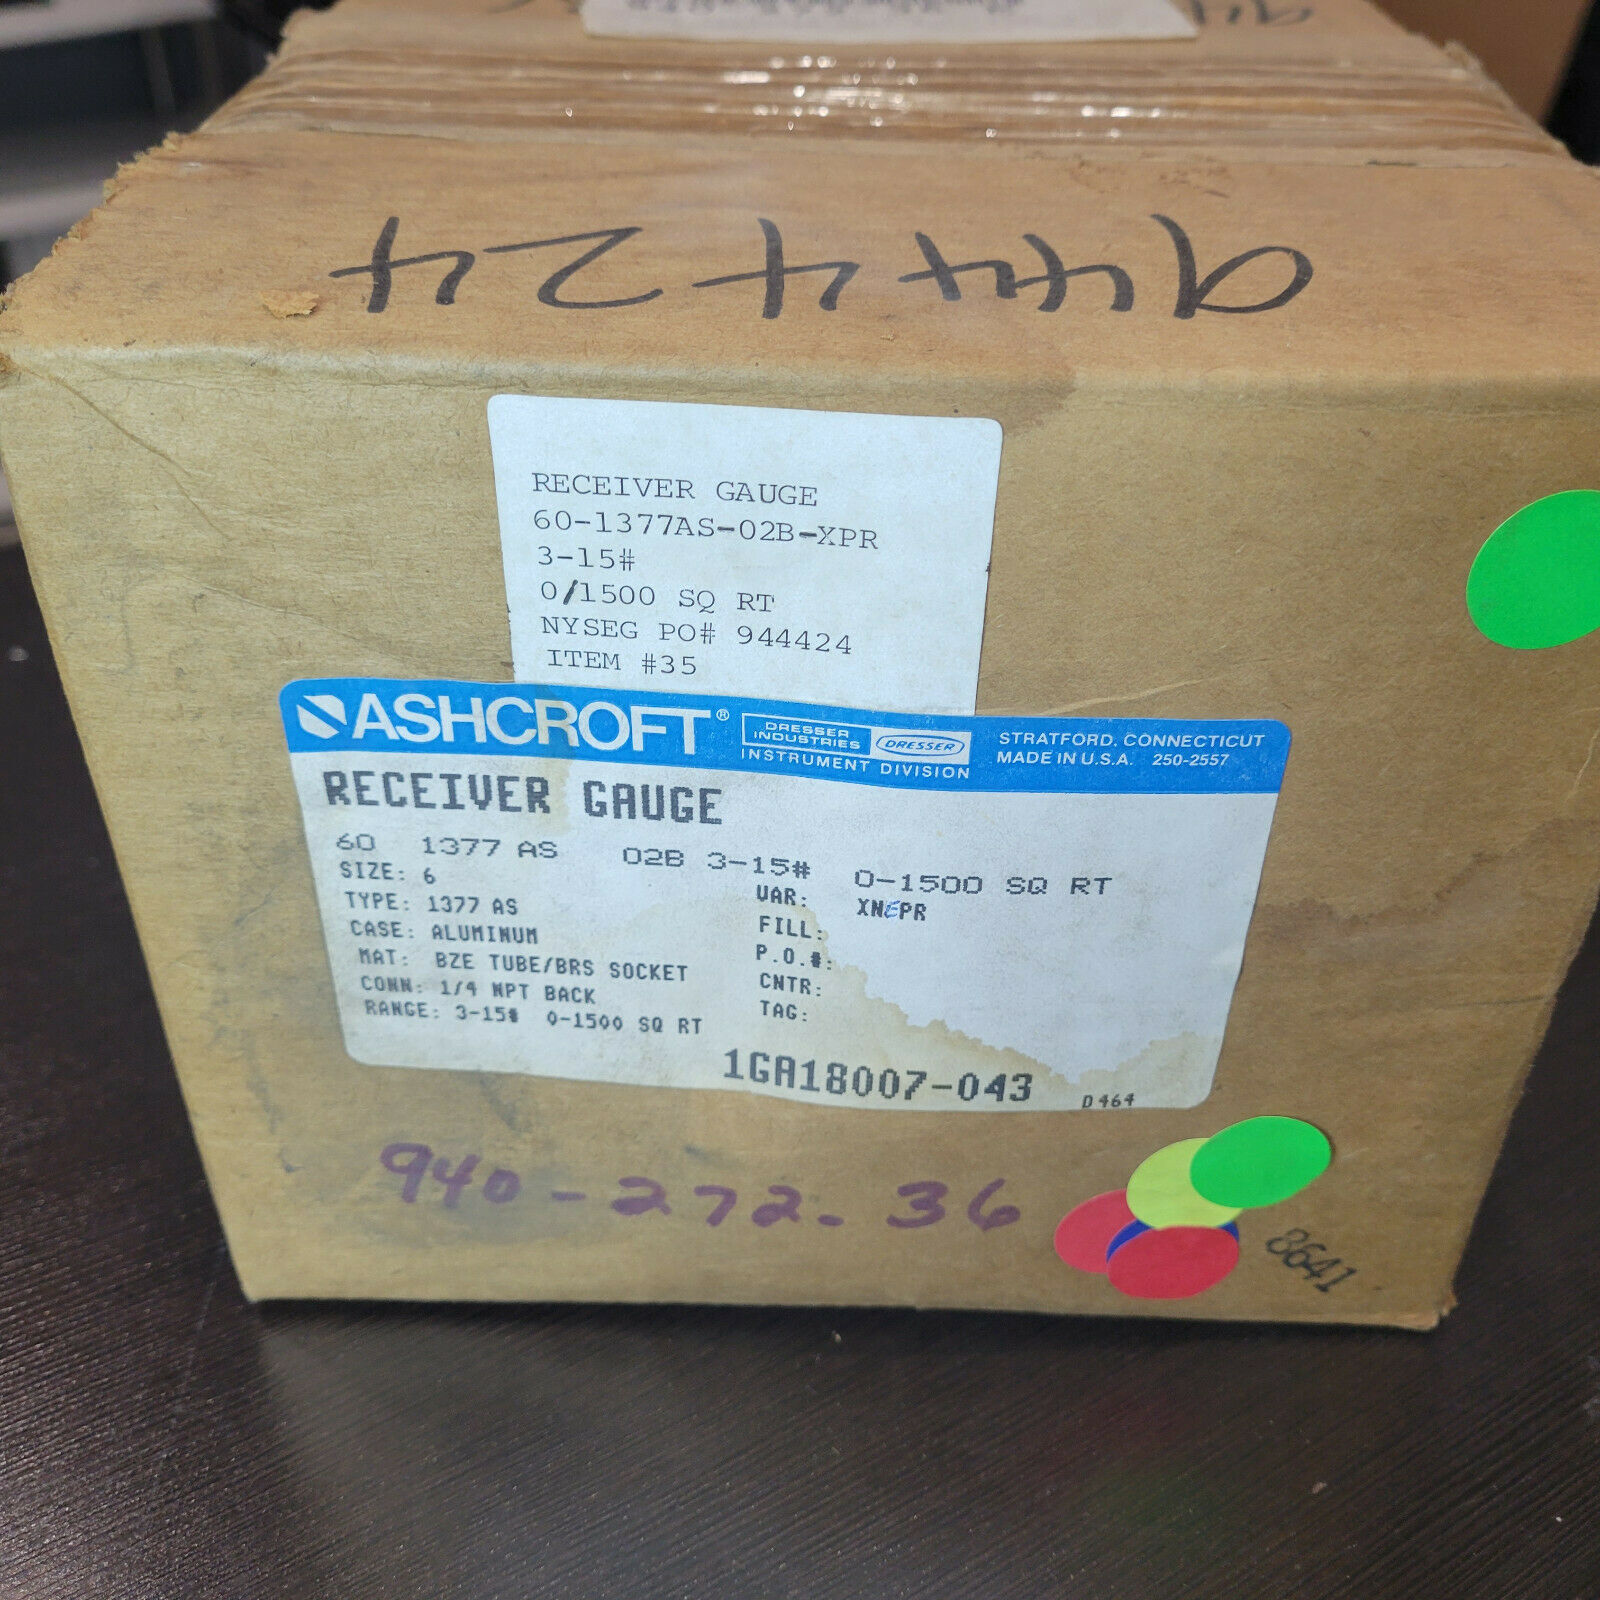 94
944424
RECEIVER GAUGE
60-1377AS-02B-XPR
3-15#
0/1500 SQ RT
NYSEG PO# 944424
ITEM #35
ASHCROFT®
DRESSER INDUSTRIES
DRESSER
INSTRUMENT DIVISION
STRATFORD, CONNECTICUT
MADE IN U.S.A. 250-2557
RECEIVER GAUGE
60 1377 AS 02B 3-15# 0-1500 SQ RT
SIZE: 6
TYPE: 1377 AS
CASE: ALUMINUM
MAT: BZE TUBE/BRS SOCKET
CONN: 1/4 NPT BACK
RANGE: 3-15# 0-1500 SQ RT
VAR: XNEPR
FILL:
P.O.#:
CNTR:
TAG:
1GA18007-043
D464
940-272-36
8641